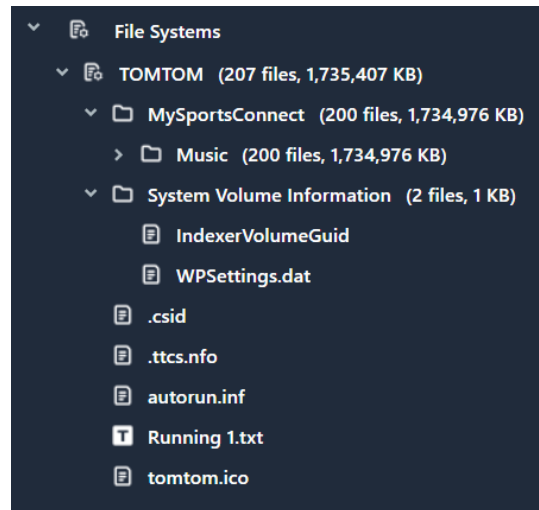 File Systems
TOMTOM (207 files, 1,735,407 KB)
MySportsConnect (200 files, 1,734,976 KB)
Music (200 files, 1,734,976 KB)
System Volume Information (2 files, 1 KB)
IndexerVolumeGuid
WPSettings.dat
.csid
.ttcs.nfo
autorun.inf
Running 1.txt
tomtom.ico